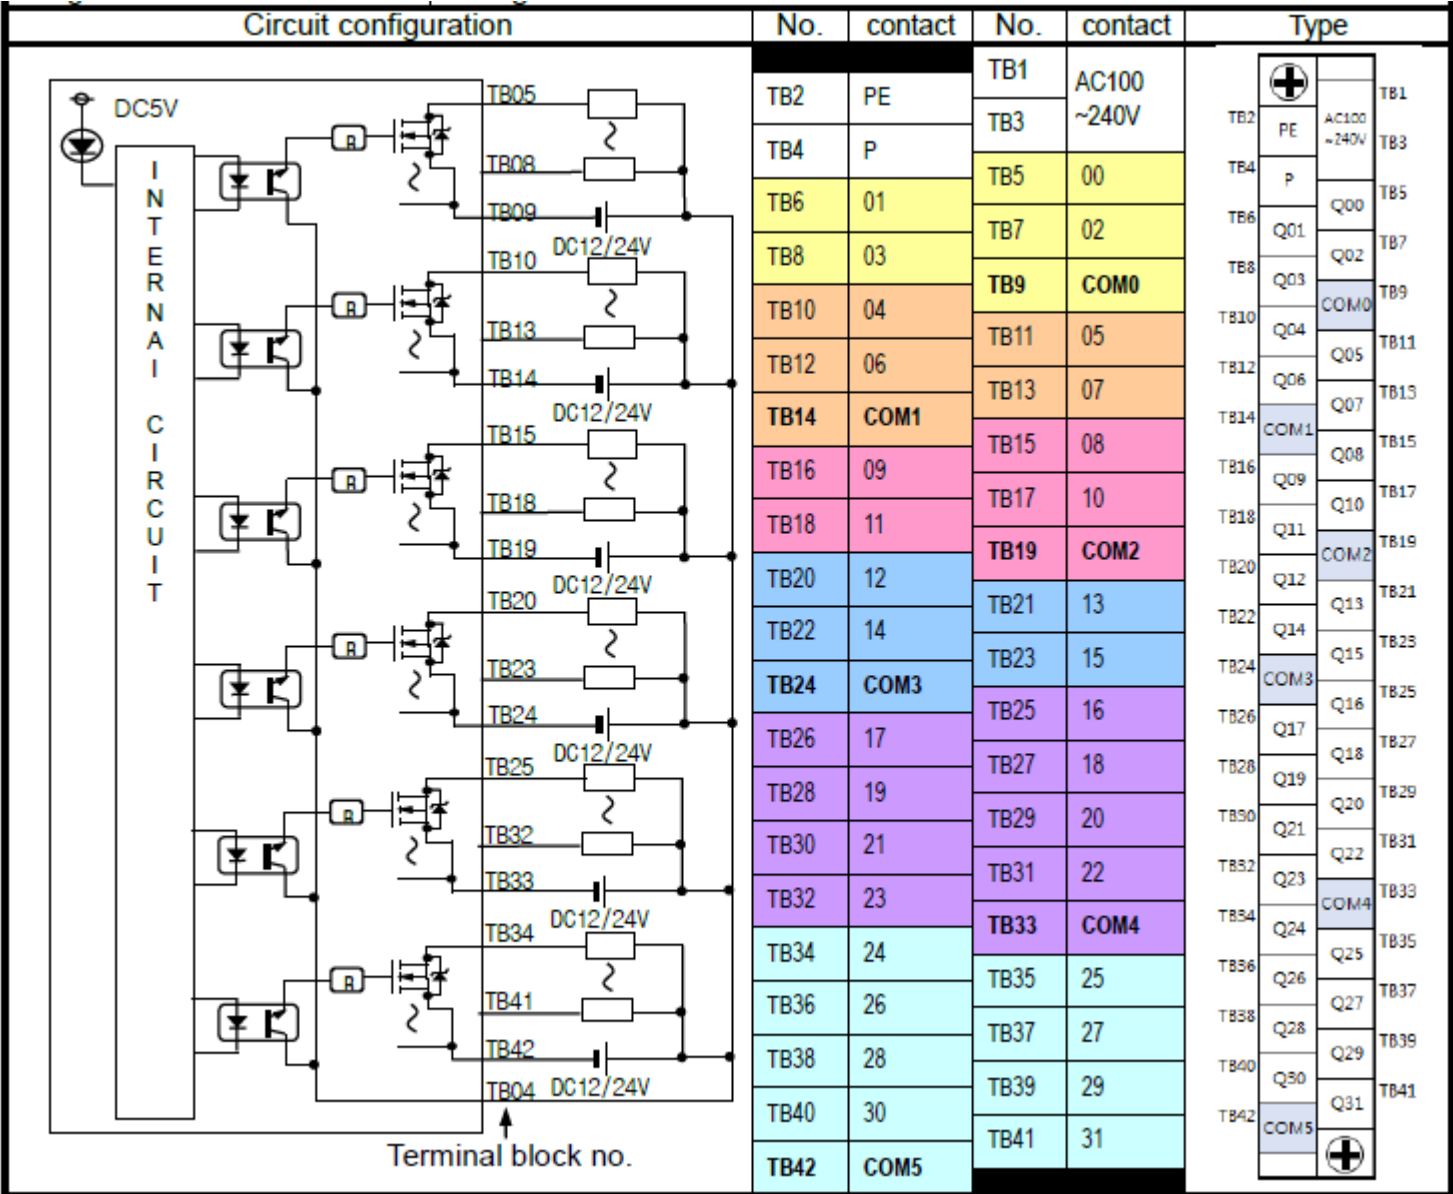 Circuit configuration
No. contact No. contact
Type
DC5V
INTERNAI CIRCUIT
R
TB05
TB08
TB09
DC12/24V
R
TB10
TB13
TB14
DC12/24V
R
TB15
TB18
TB19
DC12/24V
R
TB20
TB23
TB24
DC12/24V
R
TB25
TB32
TB33
DC12/24V
R
TB34
TB41
TB42
DC12/24V
TB04
Terminal block no.
TB2 PE
TB4 P
TB6 01
TB8 03
TB10 04
TB12 06
TB14 COM1
TB16 09
TB18 11
TB20 12
TB22 14
TB24 COM3
TB26 17
TB28 19
TB30 21
TB32 23
TB34 24
TB36 26
TB38 28
TB40 30
TB42 COM5
TB1 AC100
TB3 ~240V
TB5 00
TB7 02
TB9 COM0
TB11 05
TB13 07
TB15 08
TB17 10
TB19 COM2
TB21 13
TB23 15
TB25 16
TB27 18
TB29 20
TB31 22
TB33 COM4
TB35 25
TB37 27
TB39 29
TB41 31
TB2 PE
TB4 P
TB6 Q01
TB8 Q03
TB10 Q04
TB12 Q06
TB14 COM1
TB16 Q09
TB18 Q11
TB20 Q12
TB22 Q14
TB24 COM3
TB26 Q17
TB28 Q19
TB30 Q21
TB32 Q23
TB34 Q24
TB36 Q26
TB38 Q28
TB40 Q30
TB42 COM5
AC100 TB1
~240V TB3
Q00 TB5
Q02 TB7
COM0 TB9
Q05 TB11
Q07 TB13
Q08 TB15
Q10 TB17
COM2 TB19
Q13 TB21
Q15 TB23
Q16 TB25
Q18 TB27
Q20 TB29
Q22 TB31
COM4 TB33
Q25 TB35
Q27 TB37
Q29 TB39
Q31 TB41